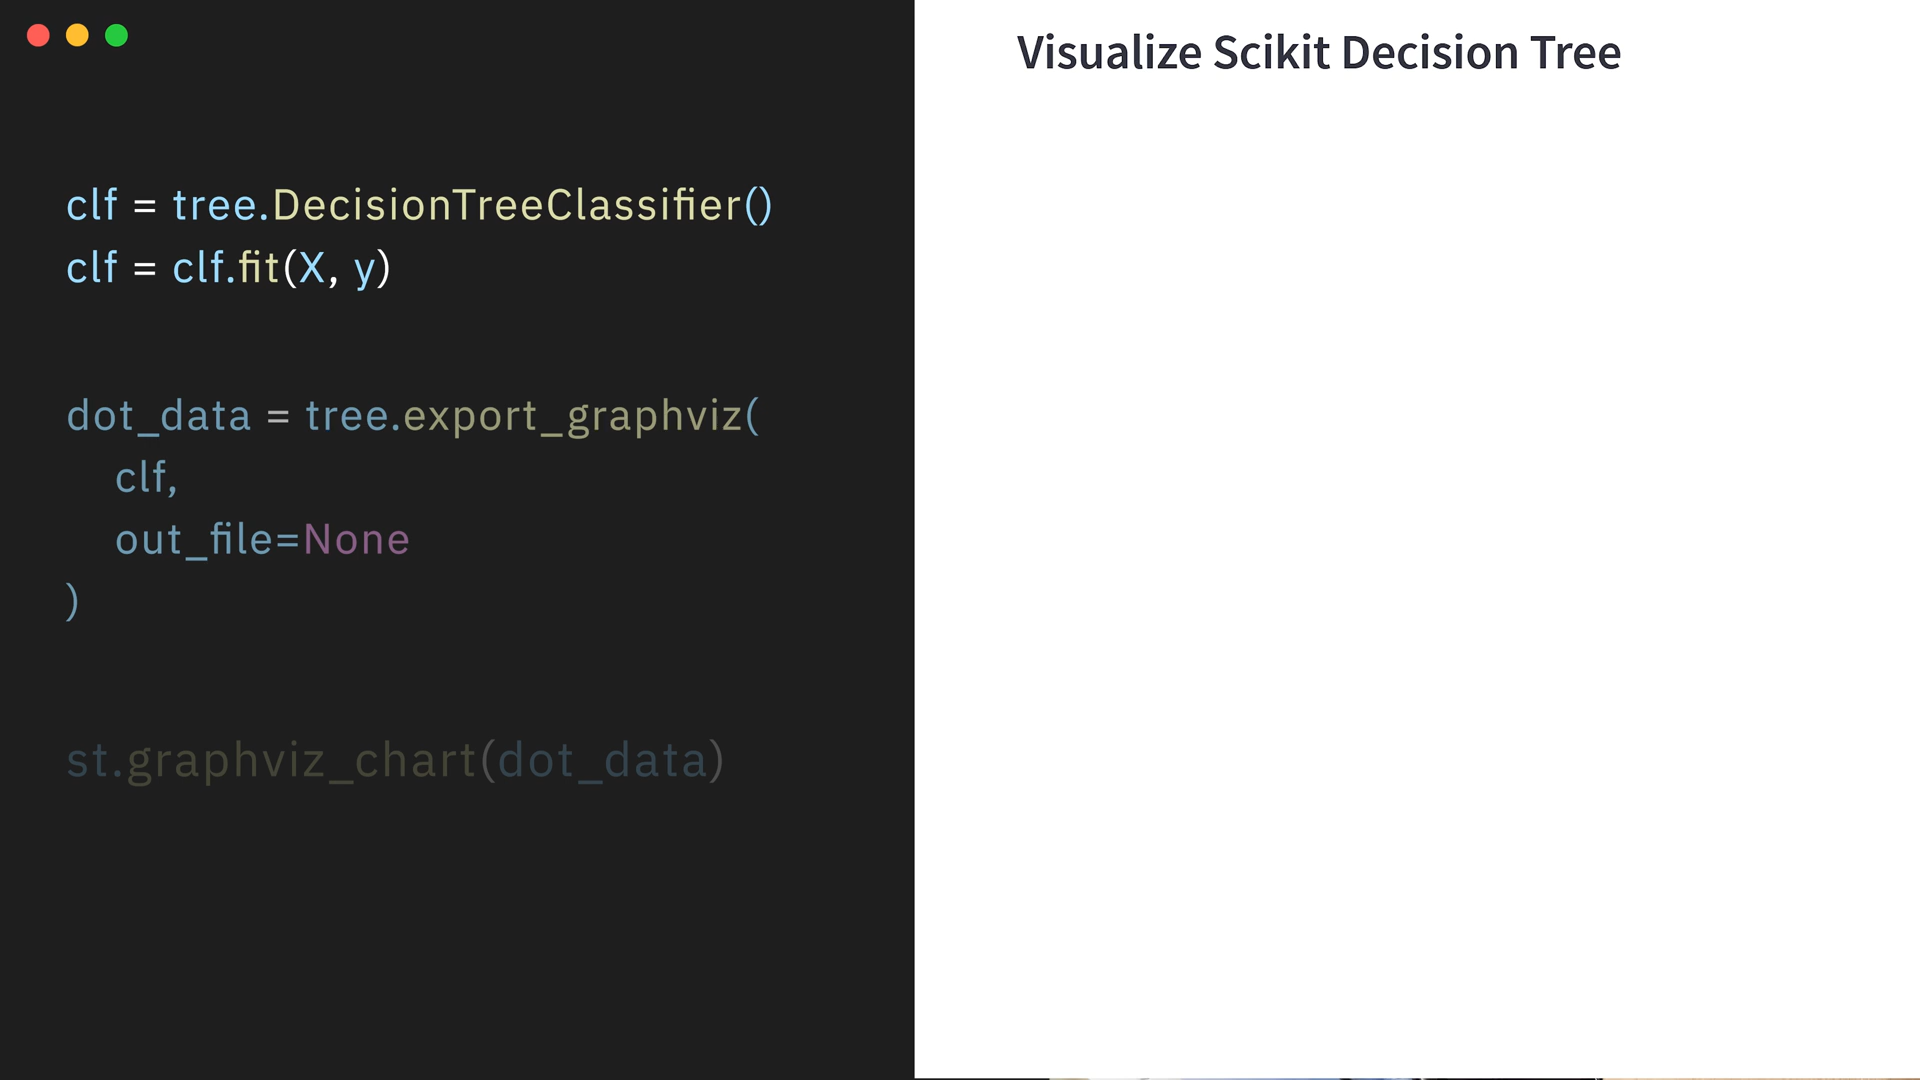 Visualize Scikit Decision Tree
clf = tree.DecisionTreeClassifier()
clf = clf.fit(X, y)
dot_data = tree.export_graphviz(
    clf,
    out_file=None
)
st.graphviz_chart(dot_data)